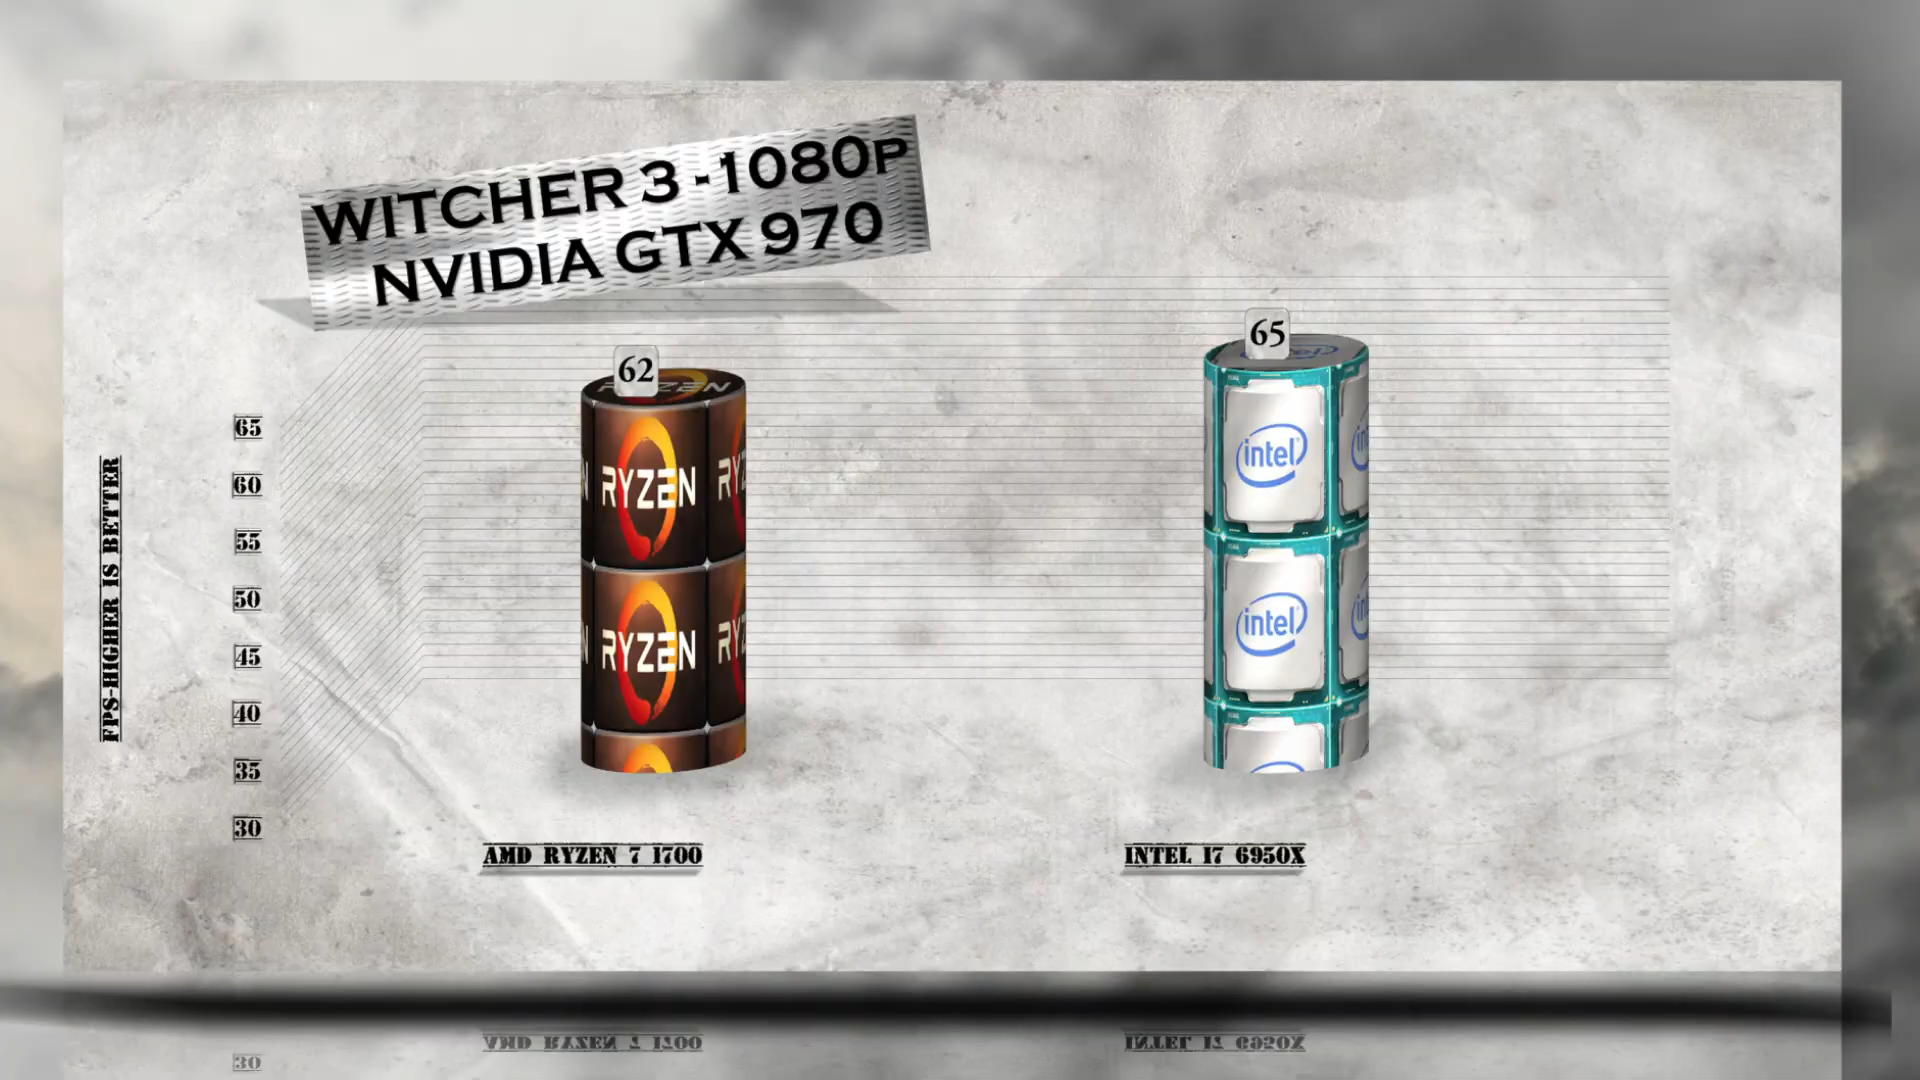 WITCHER 3 -1080P
NVIDIA GTX 970
62
65
RYZEN
RYZEN
RYZEN
intel
intel
65
60
55
50
45
40
35
30
FPS-HIGHER IS BETTER
AMD RYZEN 7 1700
INTEL I7 6950X